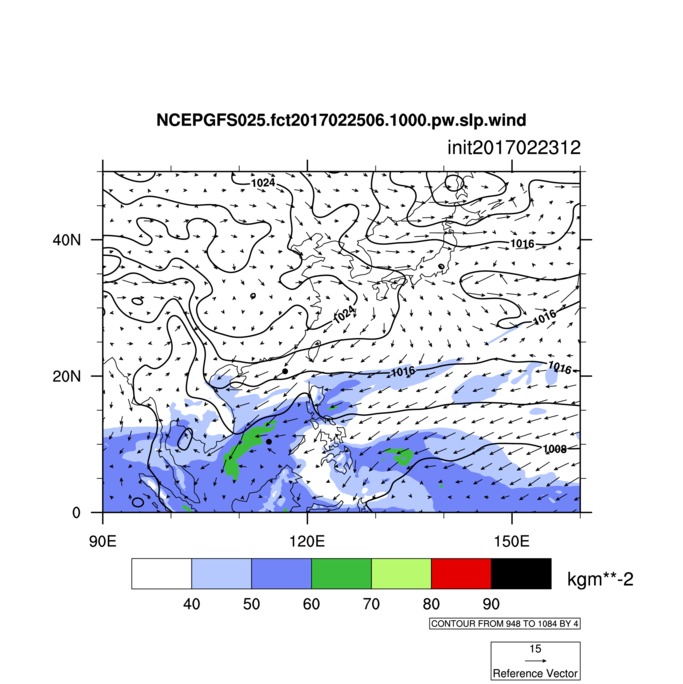 NCEPGFS025.fct2017022506.1000.pw.slp.wind
init2017022312
1024
40N
1016
1024
1016
1016
1016
20N
1008
0
90E 120E 150E
kgm**-2
40 50 60 70 80 90
CONTOUR FROM 948 TO 1084 BY 4
15
Reference Vector